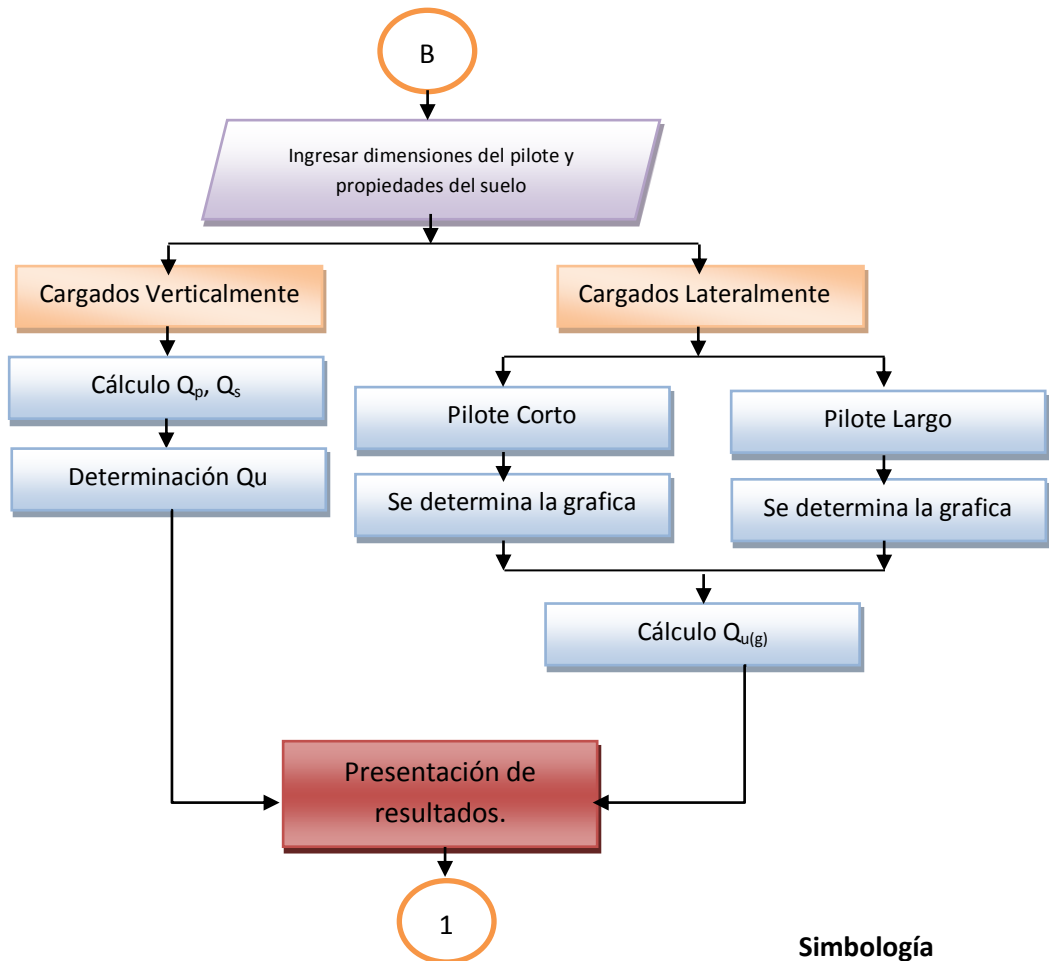 B
Ingresar dimensiones del pilote y
propiedades del suelo
Cargados Verticalmente
Cargados Lateralmente
Cálculo Qp, Qs
Pilote Corto
Pilote Largo
Determinación Qu
Se determina la grafica
Se determina la grafica
Cálculo Qu(g)
Presentación de
resultados.
1
Simbología